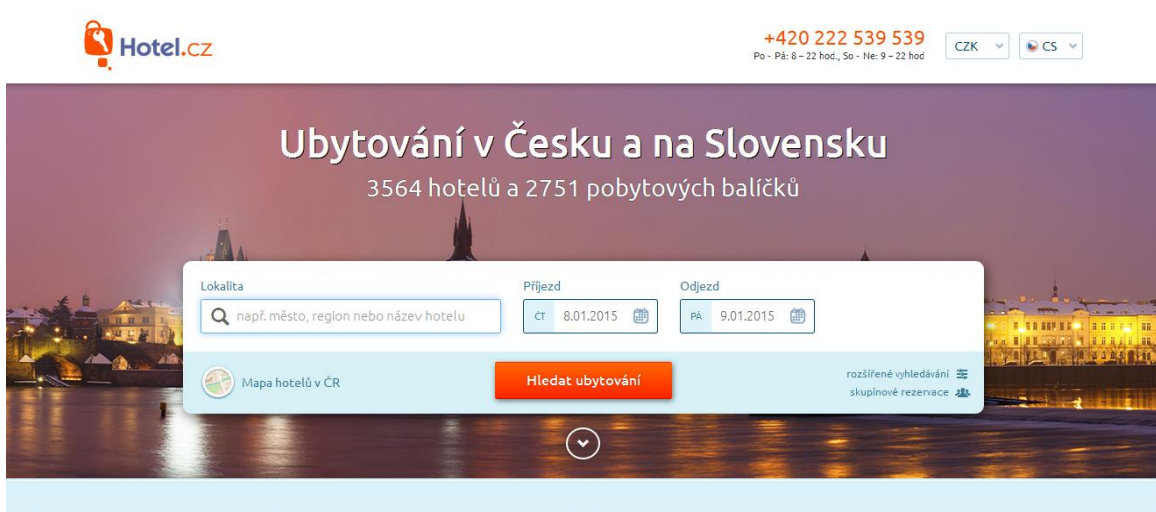 Hotel.cz
+420 222 539 539
Po - Pá: 8 – 22 hod., So - Ne: 9 – 22 hod
CZK
CS
Ubytování v Česku a na Slovensku
3564 hotelů a 2751 pobytových balíčků
Lokalita
Příjezd
Odjezd
např. město, region nebo název hotelu
ČT 8.01.2015
PÁ 9.01.2015
Mapa hotelů v ČR
Hledat ubytování
rozšířené vyhledávání
skupinové rezervace